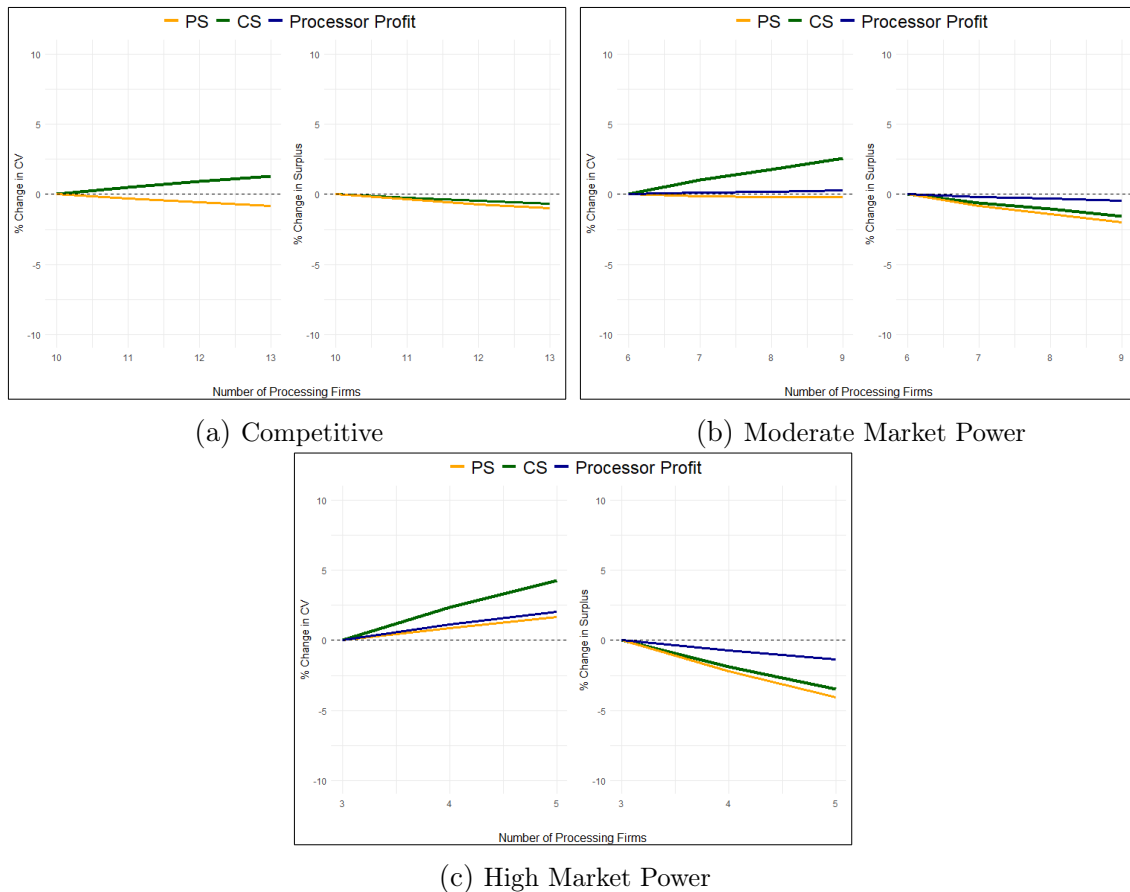 PS CS Processor Profit
10
5
0
-5
-10
% Change in CV
10 11 12 13
10
5
0
-5
-10
% Change in Surplus
10 11 12 13
Number of Processing Firms
(a) Competitive
PS CS Processor Profit
10
5
0
-5
-10
% Change in CV
6 7 8 9
10
5
0
-5
-10
% Change in Surplus
6 7 8 9
Number of Processing Firms
(b) Moderate Market Power
PS CS Processor Profit
10
5
0
-5
-10
% Change in CV
3 4 5
10
5
0
-5
-10
% Change in Surplus
3 4 5
Number of Processing Firms
(c) High Market Power